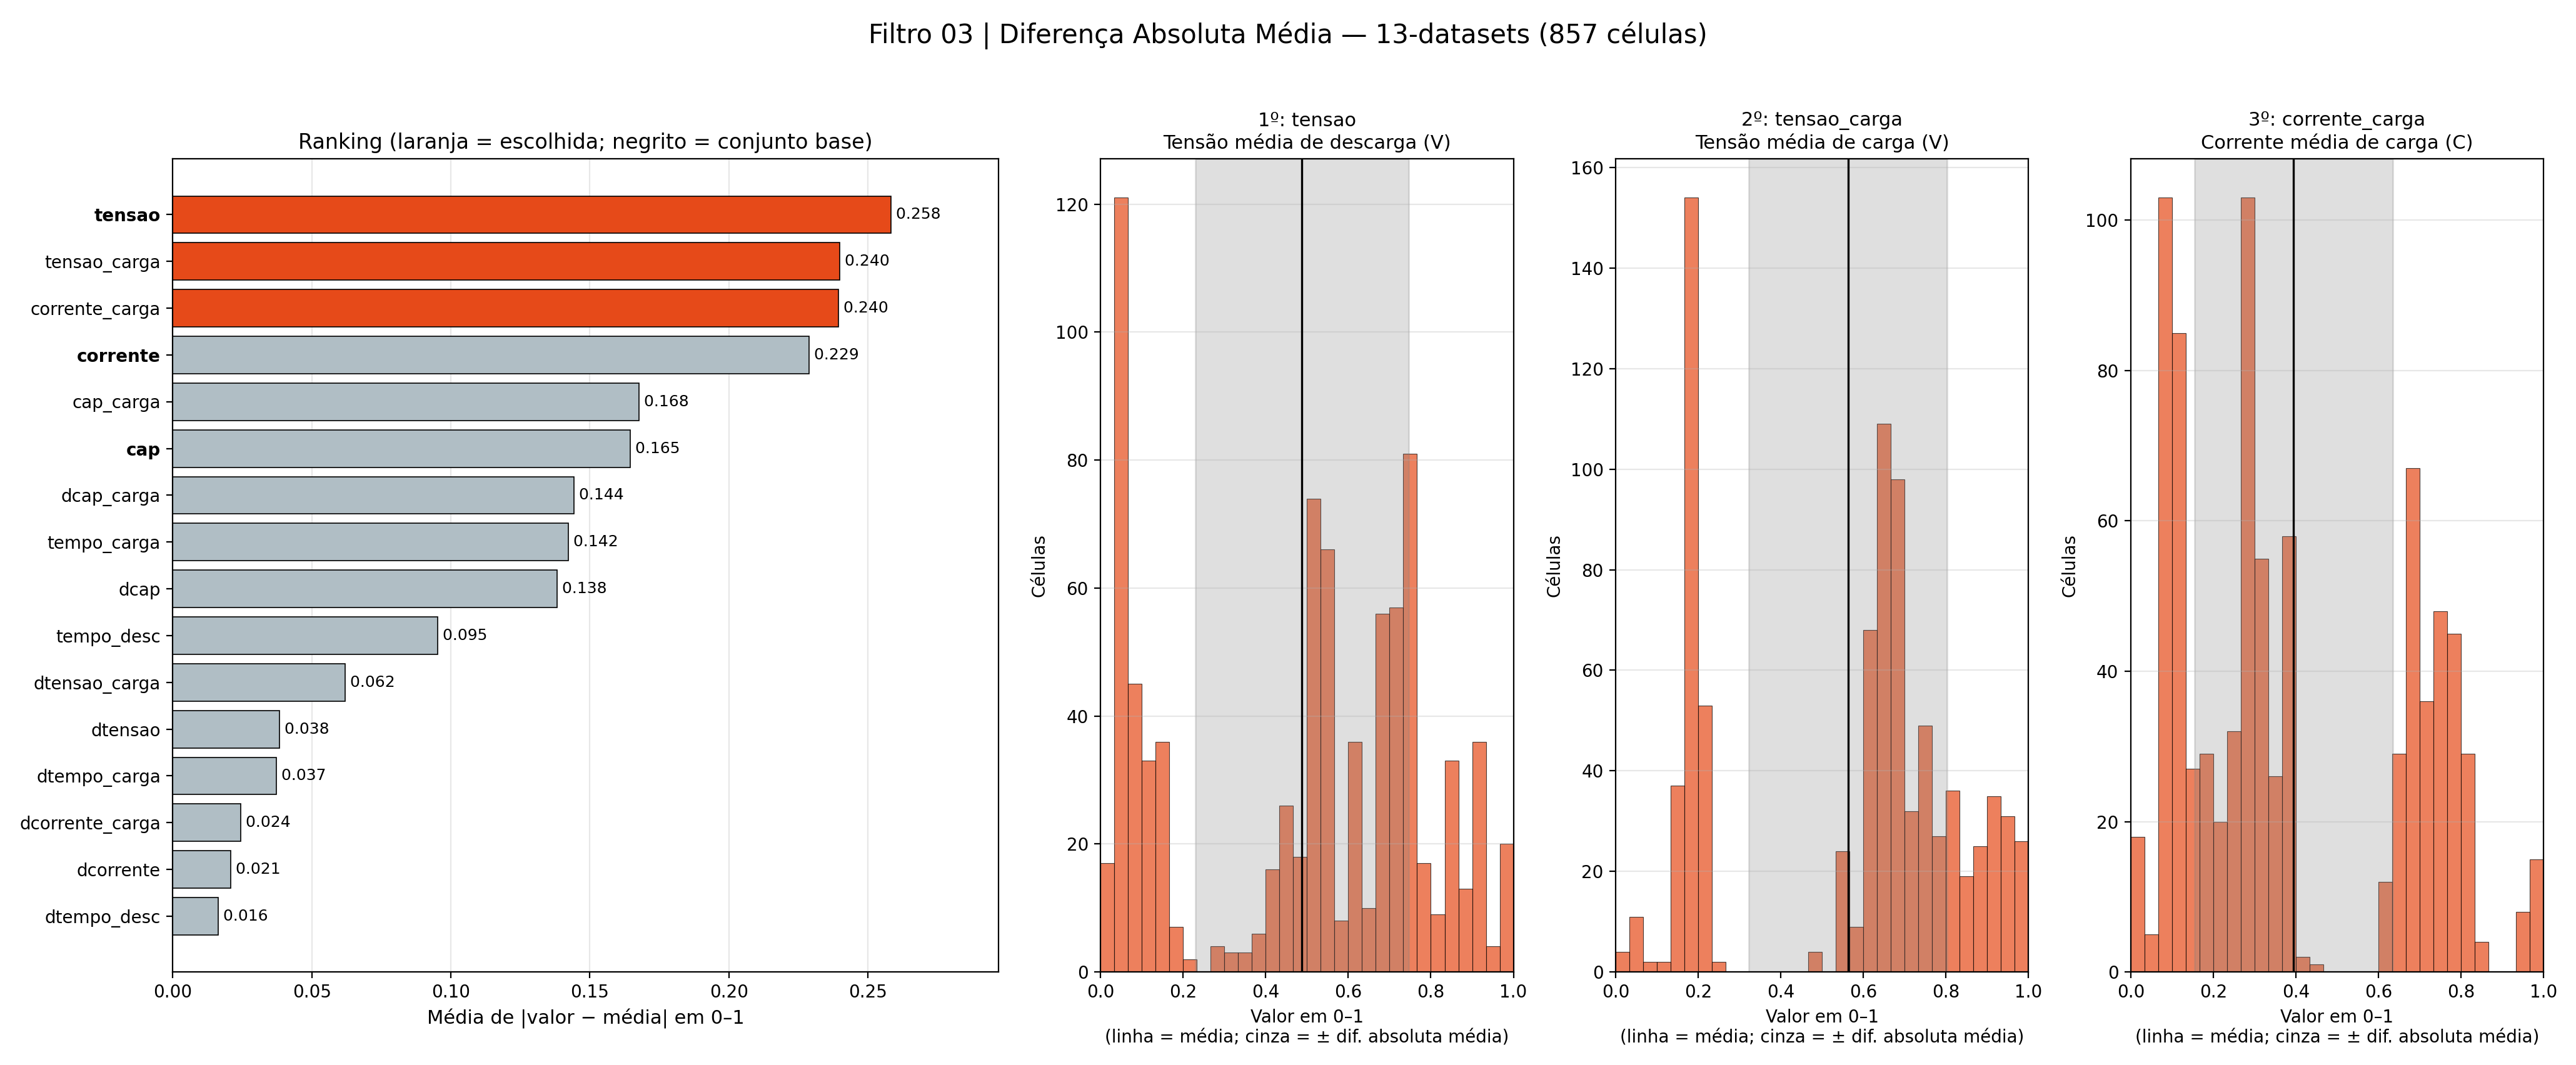 Filtro 03 | Diferença Absoluta Média — 13-datasets (857 células)
Ranking (laranja = escolhida; negrito = conjunto base)
tensao
0.258
tensao_carga
0.240
corrente_carga
0.240
corrente
0.229
cap_carga
0.168
cap
0.165
dcap_carga
0.144
tempo_carga
0.142
dcap
0.138
tempo_desc
0.095
dtensao_carga
0.062
dtensao
0.038
dtempo_carga
0.037
dcorrente_carga
0.024
dcorrente
0.021
dtempo_desc
0.016
0.00 0.05 0.10 0.15 0.20 0.25
Média de |valor − média| em 0–1
1º: tensao
Tensão média de descarga (V)
120
100
80
60
40
20
0
Células
0.0 0.2 0.4 0.6 0.8 1.0
Valor em 0–1
(linha = média; cinza = ± dif. absoluta média)
2º: tensao_carga
Tensão média de carga (V)
160
140
120
100
80
60
40
20
0
Células
0.0 0.2 0.4 0.6 0.8 1.0
Valor em 0–1
(linha = média; cinza = ± dif. absoluta média)
3º: corrente_carga
Corrente média de carga (C)
100
80
60
40
20
0
Células
0.0 0.2 0.4 0.6 0.8 1.0
Valor em 0–1
(linha = média; cinza = ± dif. absoluta média)